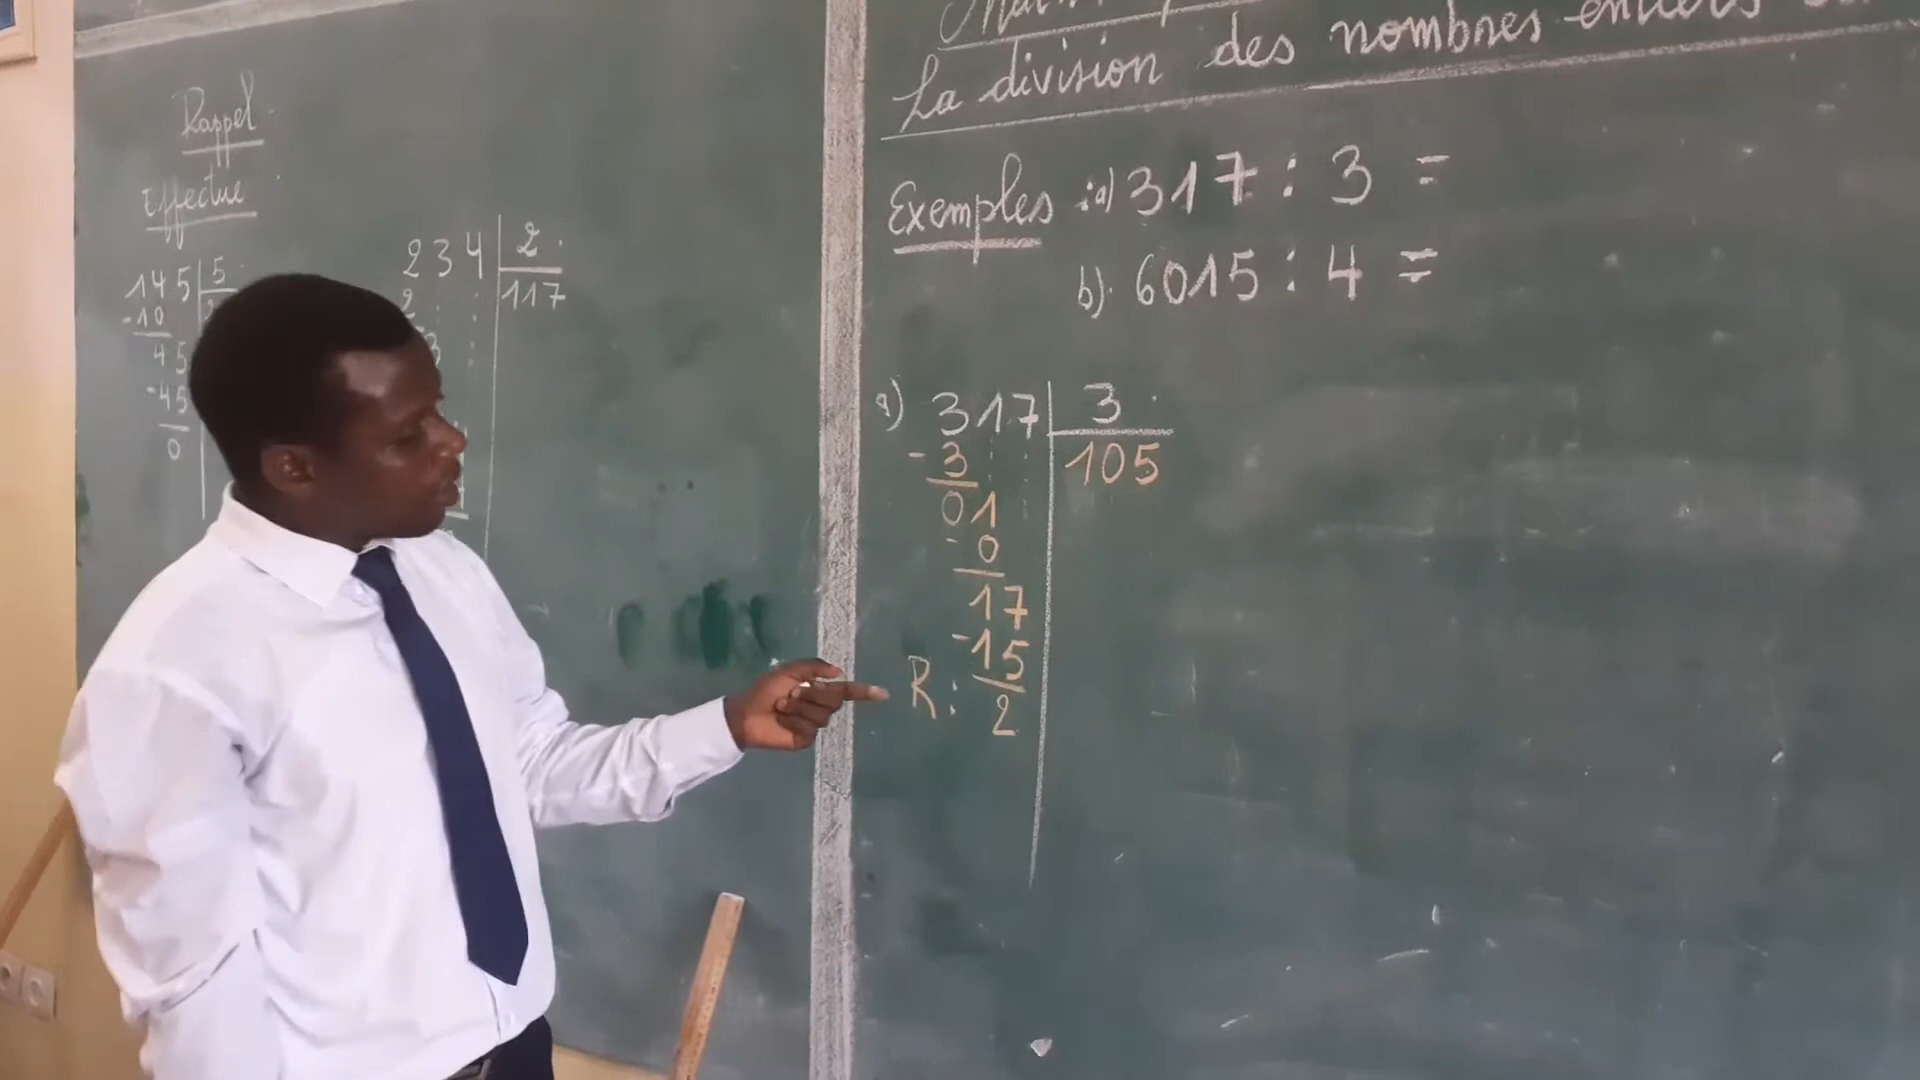 Rappel
Effectue
145 5
-10
45
-45
0
234 2
2 117
3
La division des nombres entiers
Exemples : a) 317 : 3 =
b) 6015 : 4 =
a) 317 3
-3 105
01
-0
17
-15
R: 2